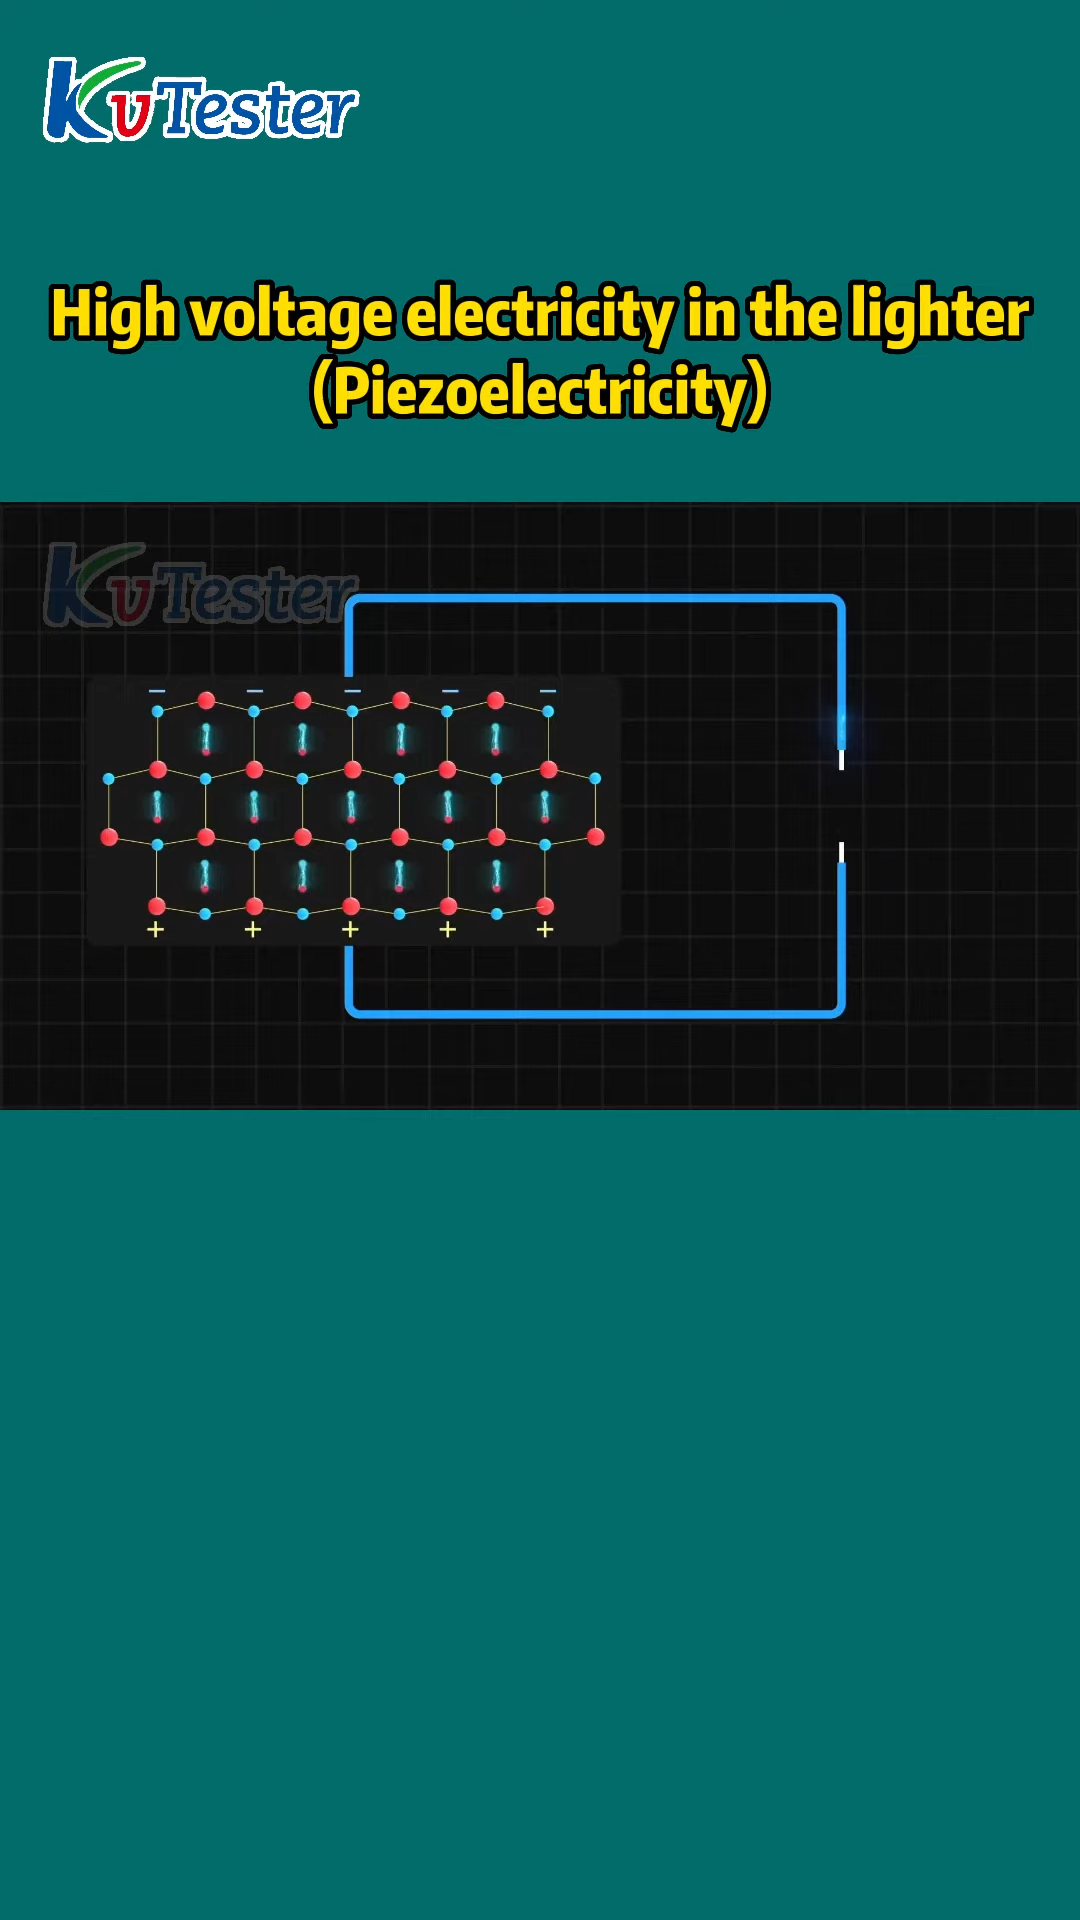 KvTester
High voltage electricity in the lighter
(Piezoelectricity)
KvTester
— — — — —
+ + + + +